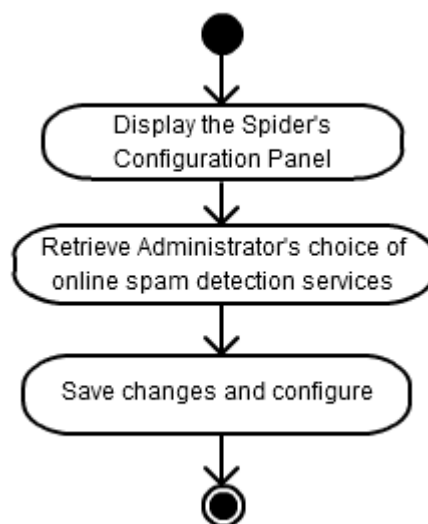 Display the Spider's
Configuration Panel
Retrieve Administrator's choice of
online spam detection services
Save changes and configure